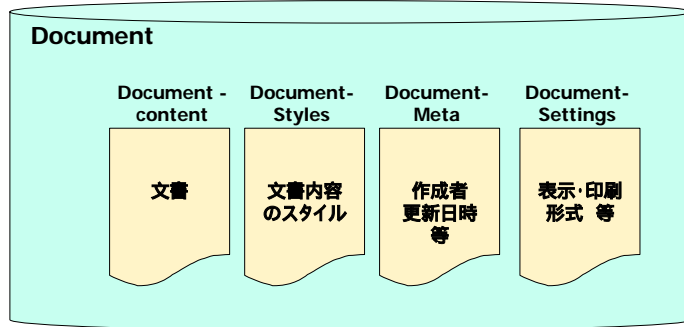 Document
Document -
content
Document-
Styles
Document-
Meta
Document-
Settings
文書
文書内容
のスタイル
作成者
更新日時
等
表示・印刷
形式 等